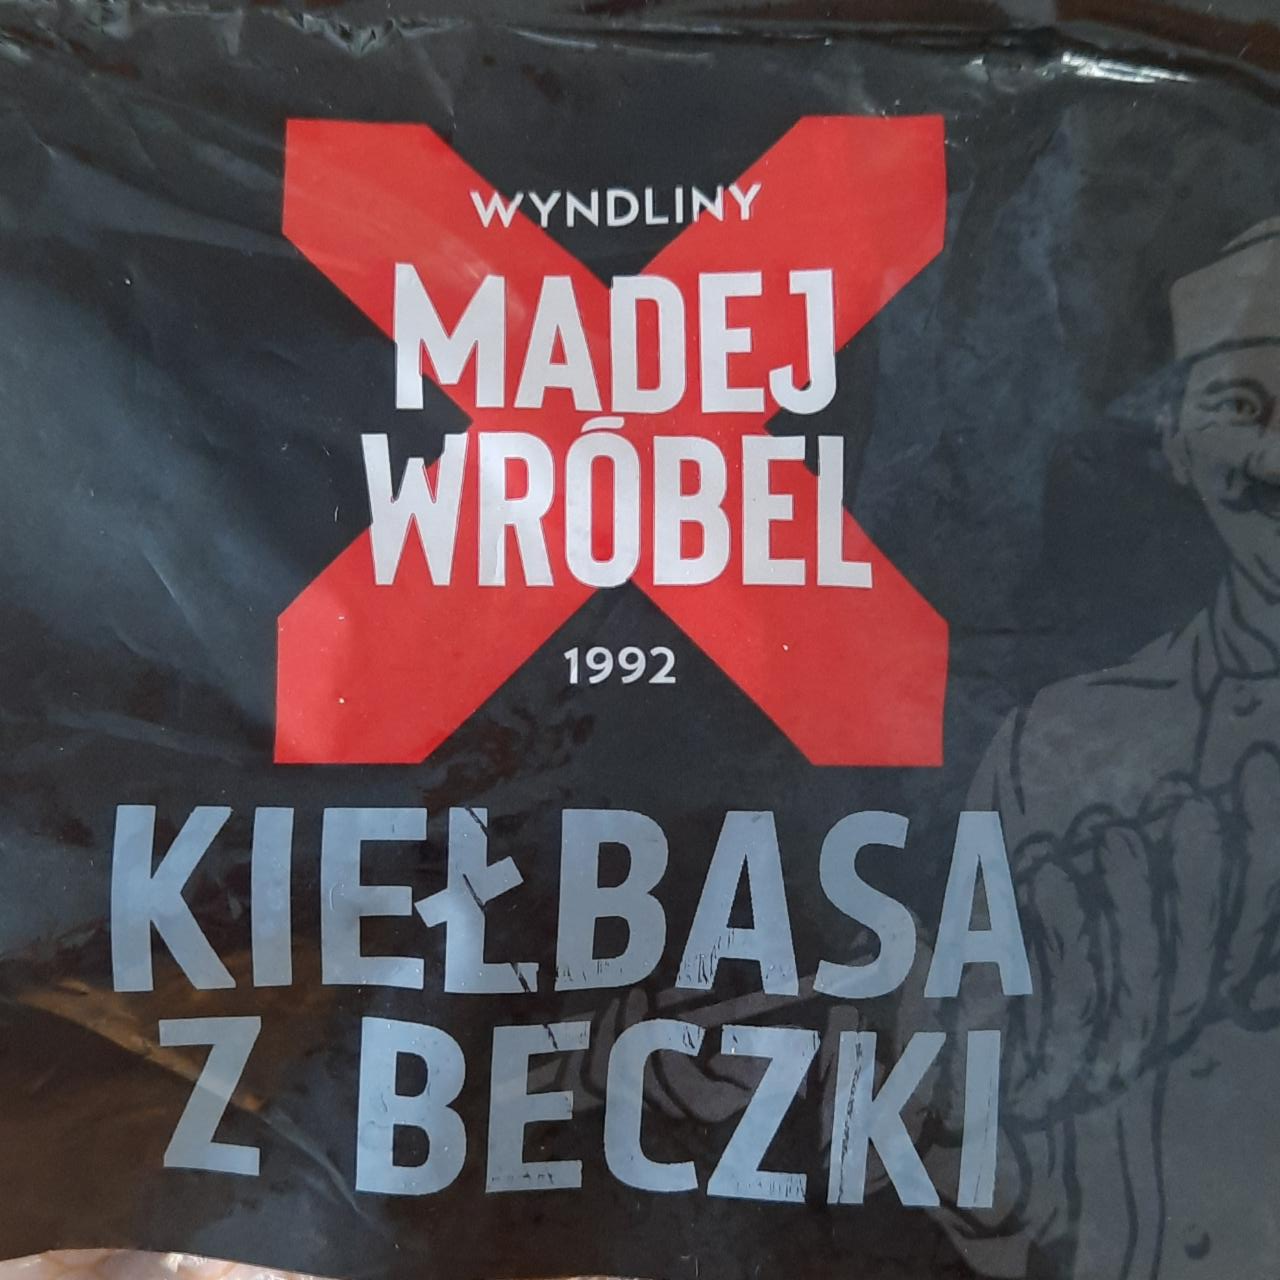 WYNDLINY
MADEJ
WRÓBEL
1992
KIEŁBASA
Z BECZKI